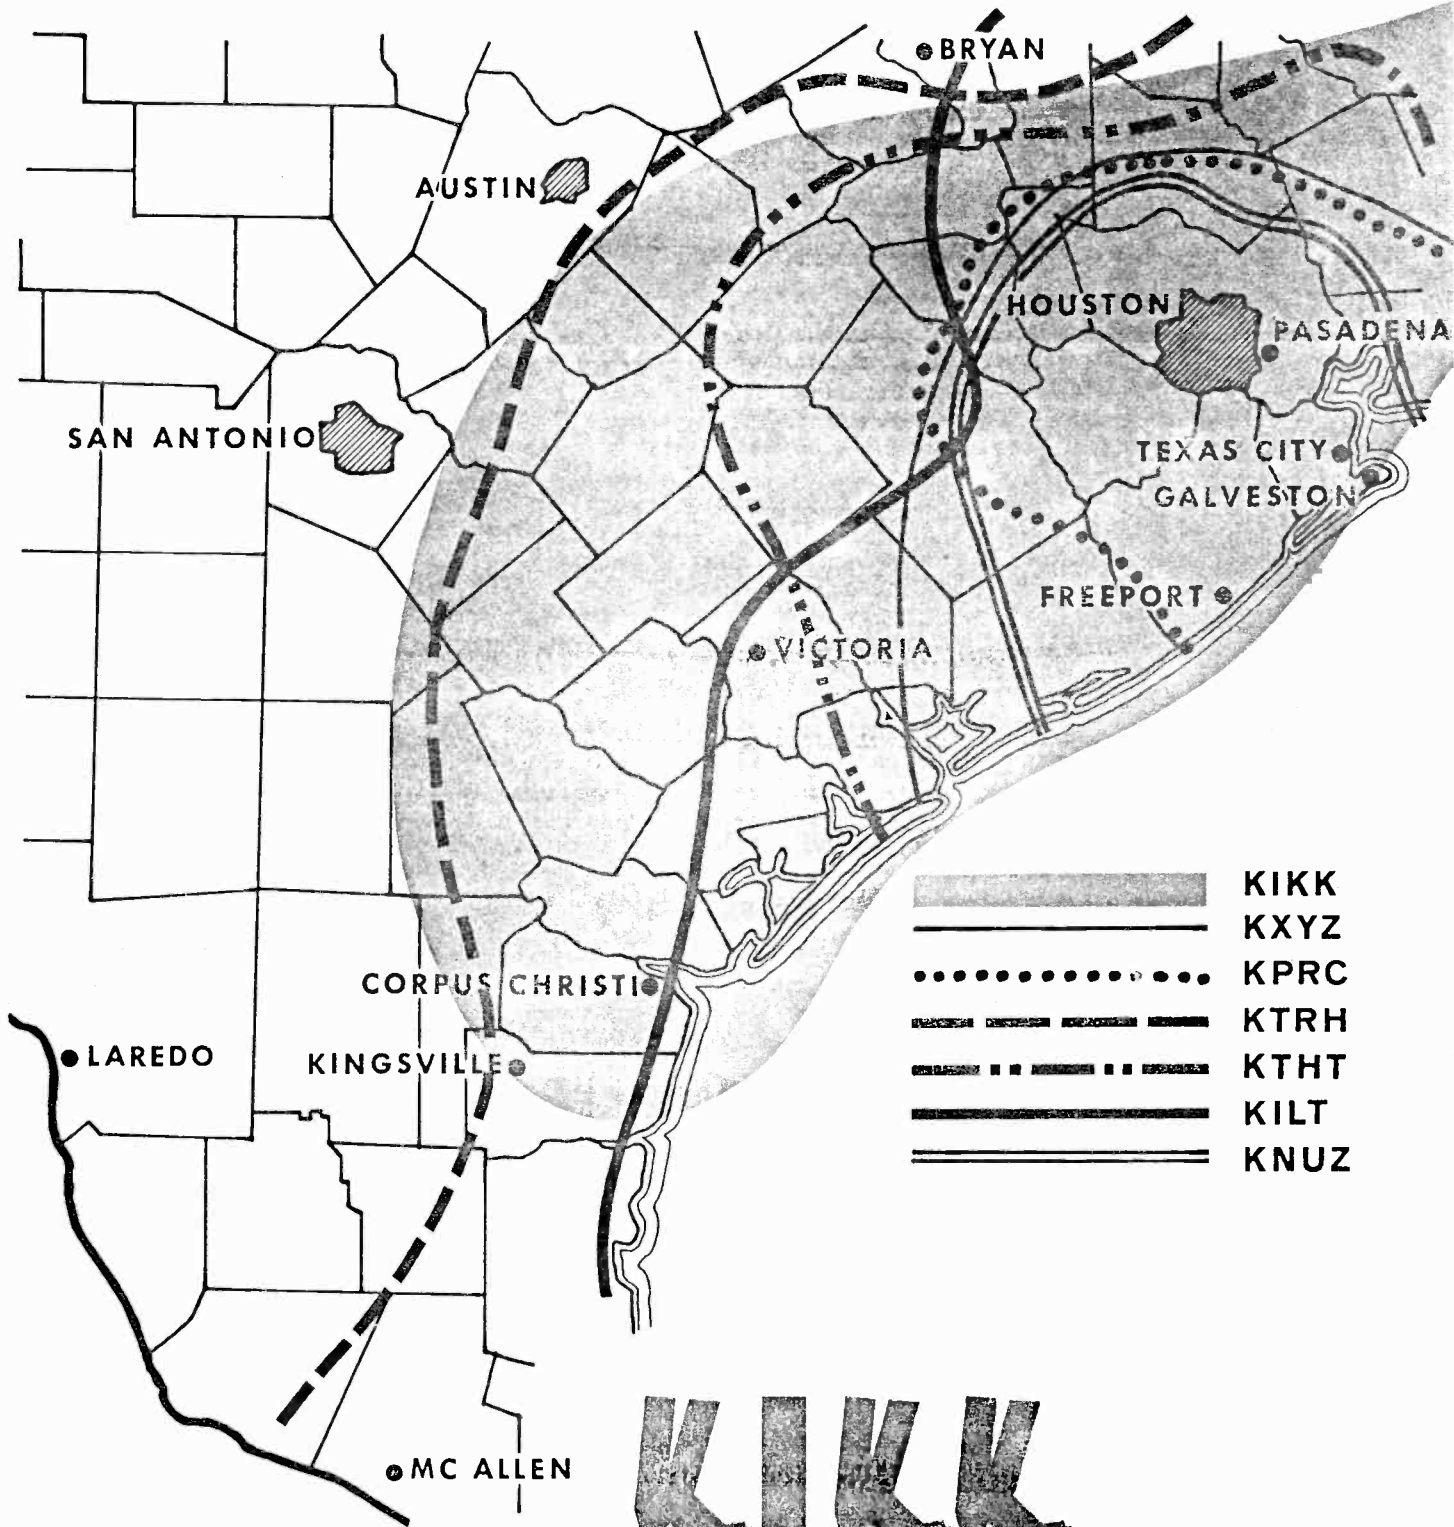 BRYAN
AUSTIN
HOUSTON
PASADENA
SAN ANTONIO
TEXAS CITY
GALVESTON
FREEPORT
VICTORIA
KIKK
KXYZ
KPRC
CORPUS CHRISTI
KTRH
LAREDO
KINGSVILLE
KTHT
KILT
KNUZ
MC ALLEN
KIKK